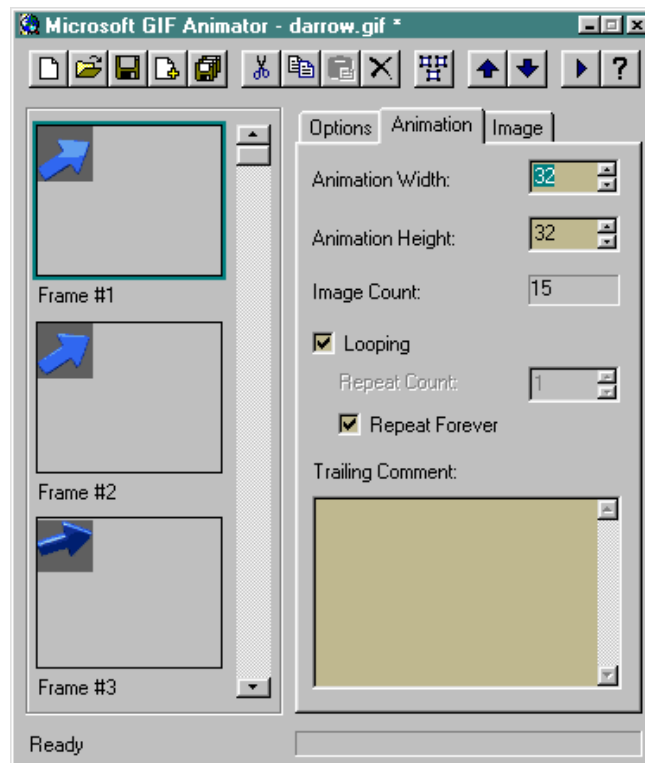 Microsoft GIF Animator - darrow.gif *
?
Options Animation Image
Animation Width: 32
Animation Height: 32
Image Count: 15
Looping
Repeat Count: 1
Repeat Forever
Trailing Comment:
Frame #1
Frame #2
Frame #3
Ready